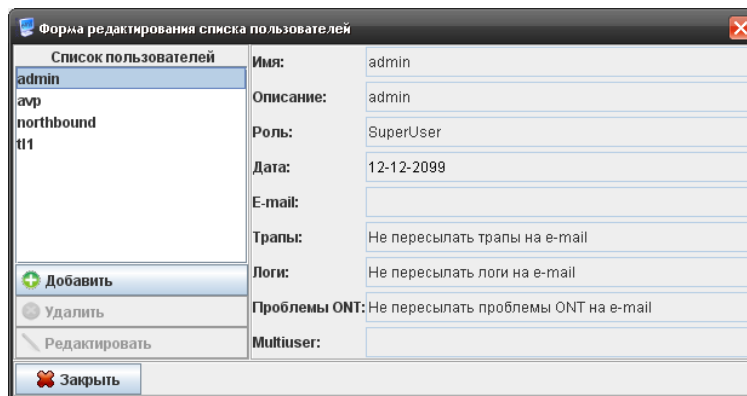 Форма редактирования списка пользователей
Список пользователей
admin
avp
northbound
tl1
Добавить
Удалить
Редактировать
Имя: admin
Описание: admin
Роль: SuperUser
Дата: 12-12-2099
E-mail:
Трапы: Не пересылать трапы на e-mail
Логи: Не пересылать логи на e-mail
Проблемы ONT: Не пересылать проблемы ONT на e-mail
Multiuser:
Закрыть